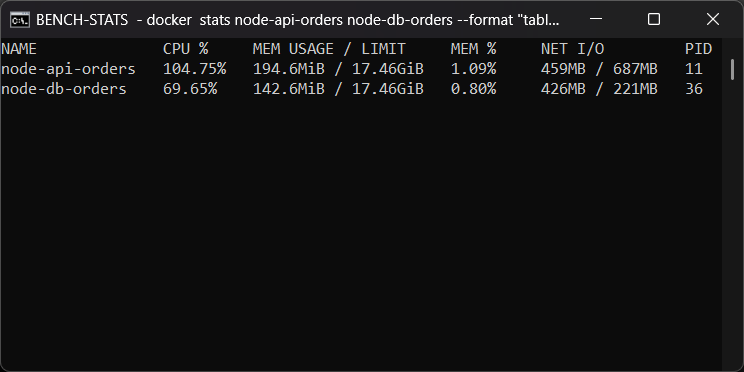 BENCH-STATS - docker stats node-api-orders node-db-orders --format "tabl...
NAME CPU % MEM USAGE / LIMIT MEM % NET I/O PID
node-api-orders 104.75% 194.6MiB / 17.46GiB 1.09% 459MB / 687MB 11
node-db-orders 69.65% 142.6MiB / 17.46GiB 0.80% 426MB / 221MB 36